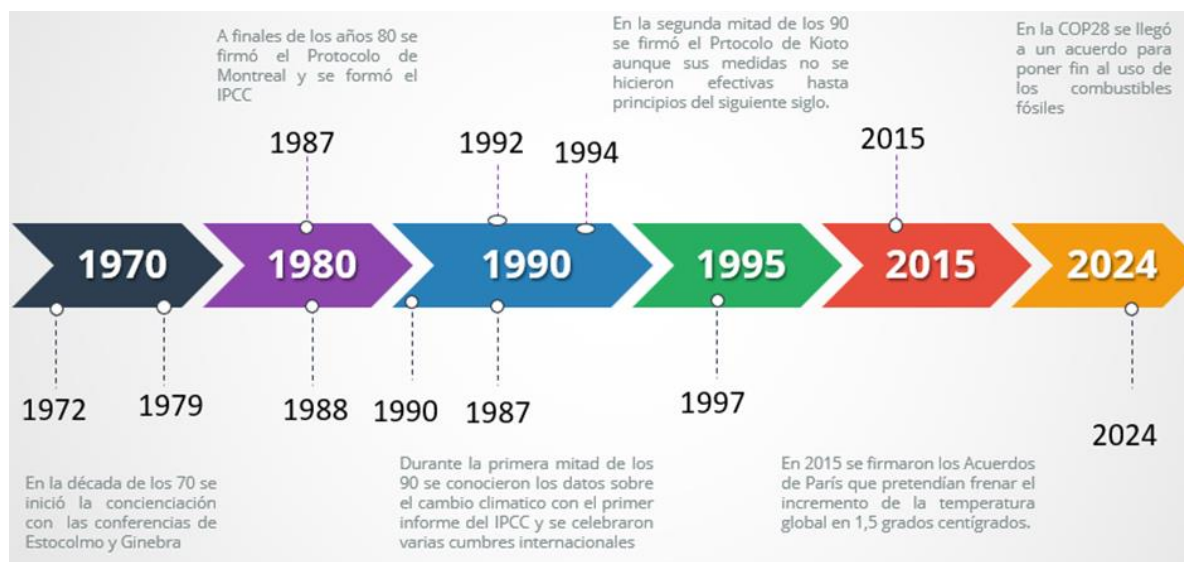 A finales de los años 80 se
firmó el Protocolo de
Montreal y se formó el
IPCC
En la segunda mitad de los 90
se firmó el Prtocolo de Kioto
aunque sus medidas no se
hicieron efectivas hasta
principios del siguiente siglo.
En la COP28 se llegó
a un acuerdo para
poner fin al uso de
los combustibles
fósiles
1987
1992
1994
2015
1970
1980
1990
1995
2015
2024
1972
1979
1988
1990
1987
1997
2024
En la década de los 70 se
inició la concienciación
con las conferencias de
Estocolmo y Ginebra
Durante la primera mitad de los
90 se conocieron los datos sobre
el cambio climatico con el primer
informe del IPCC y se celebraron
varias cumbres internacionales
En 2015 se firmaron los Acuerdos
de París que pretendían frenar el
incremento de la temperatura
global en 1,5 grados centígrados.